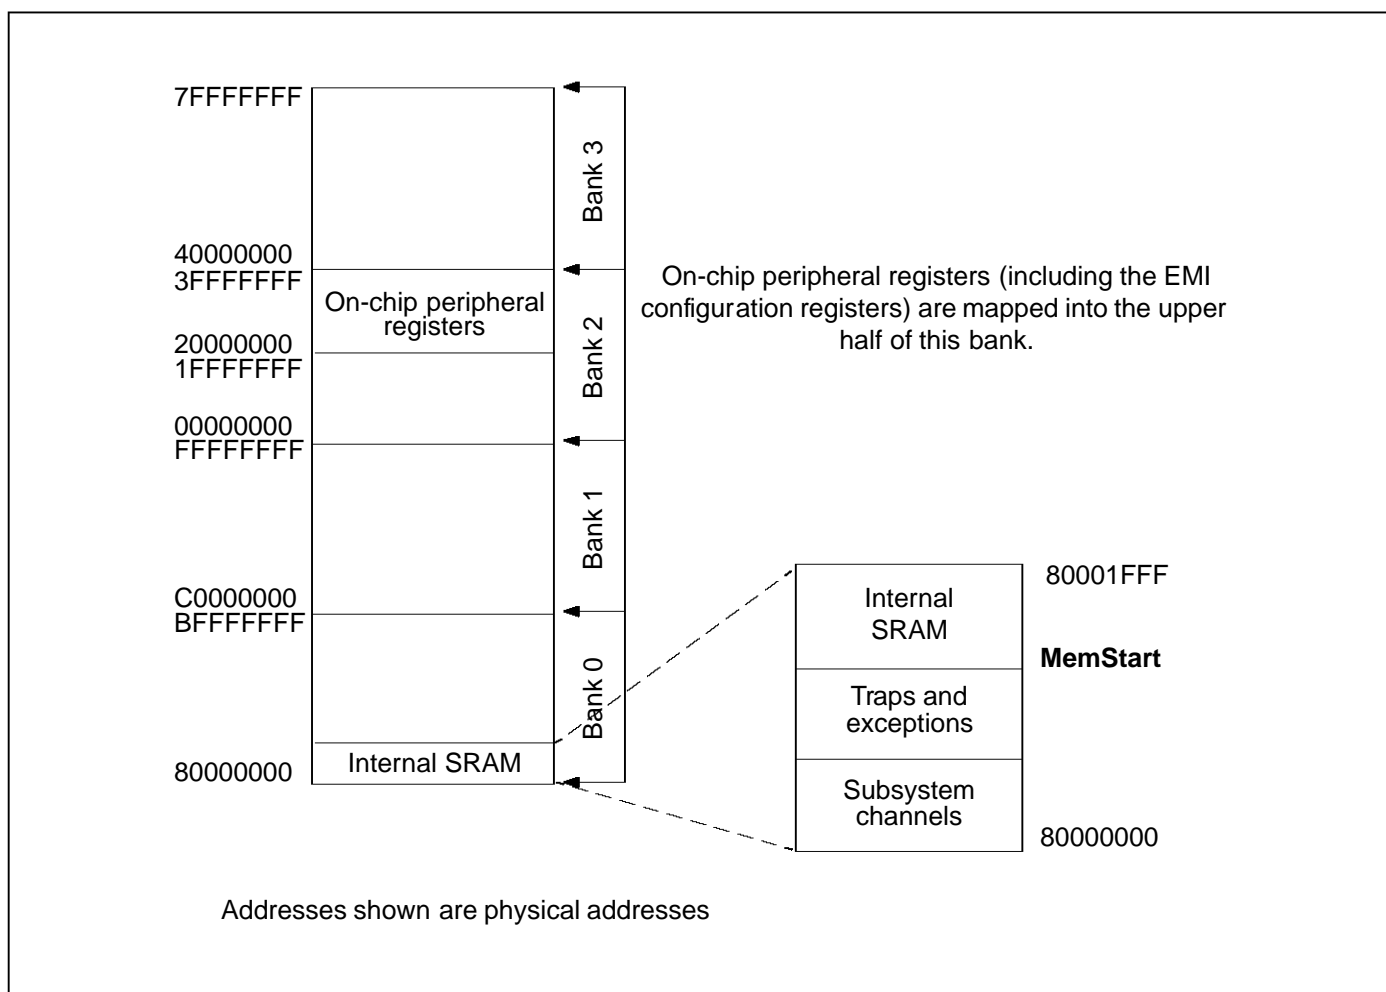 7FFFFFFF
Bank 3
40000000
3FFFFFFF
On-chip peripheral
registers
20000000
1FFFFFFF
Bank 2
On-chip peripheral registers (including the EMI
configuration registers) are mapped into the upper
half of this bank.
00000000
FFFFFFFF
Bank 1
C0000000
BFFFFFFF
Bank 0
Internal SRAM
80000000
80001FFF
Internal
SRAM
MemStart
Traps and
exceptions
Subsystem
channels
80000000
Addresses shown are physical addresses